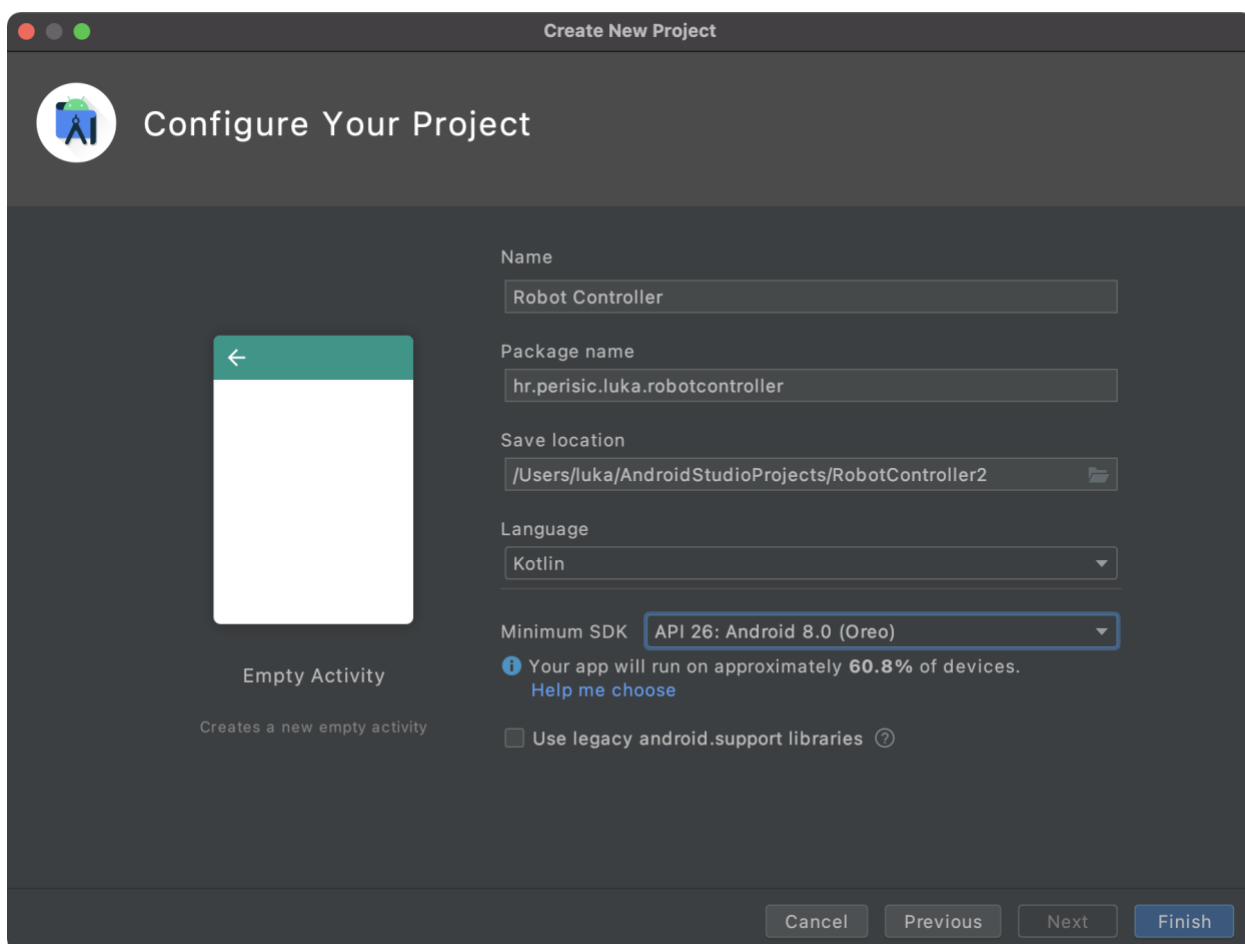 Create New Project
Configure Your Project
Name
Robot Controller
Package name
hr.perisic.luka.robotcontroller
Save location
/Users/luka/AndroidStudioProjects/RobotController2
Language
Kotlin
Minimum SDK API 26: Android 8.0 (Oreo)
Your app will run on approximately 60.8% of devices.
Help me choose
Use legacy android.support libraries ?
Empty Activity
Creates a new empty activity
Cancel Previous Next Finish